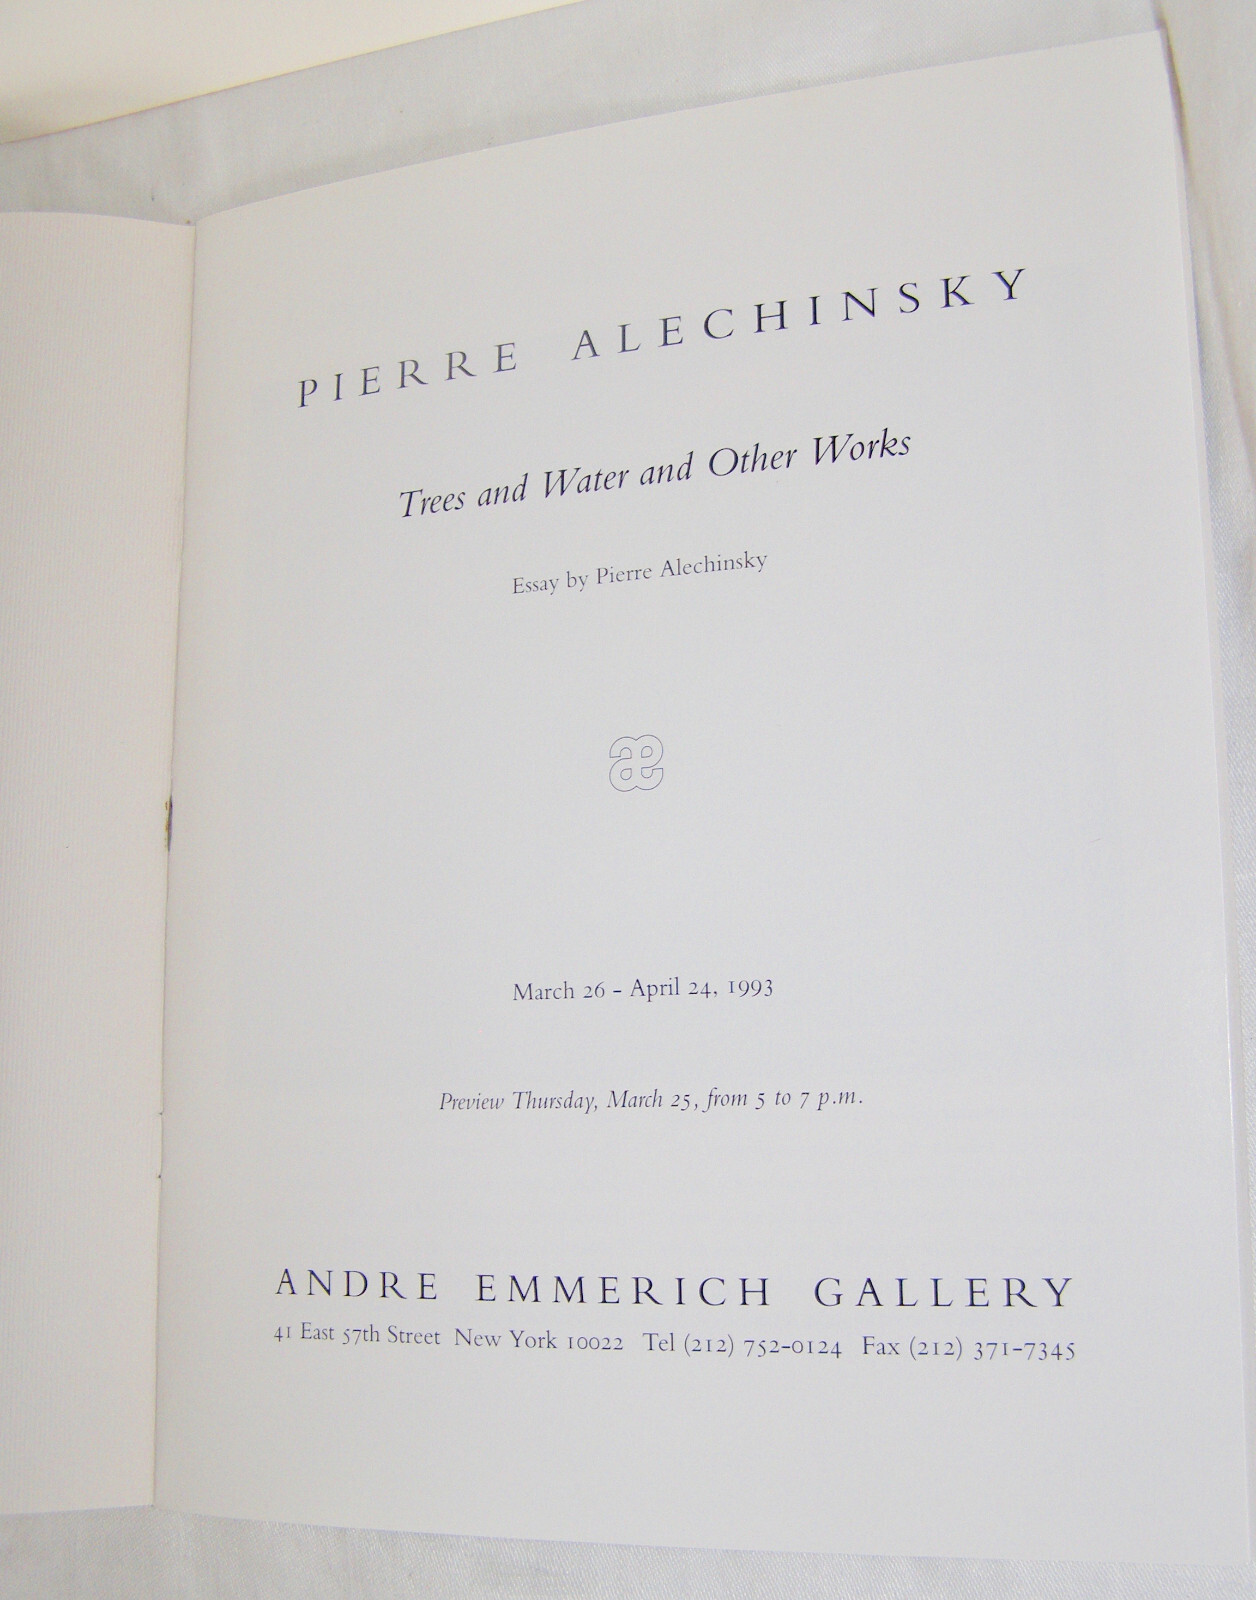 PIERRE ALECHINSKY
Trees and Water and Other Works
Essay by Pierre Alechinsky
æ
March 26 – April 24, 1993
Preview Thursday, March 25, from 5 to 7 p.m.
ANDRE EMMERICH GALLERY
41 East 57th Street New York 10022 Tel (212) 752-0124 Fax (212) 371-7345